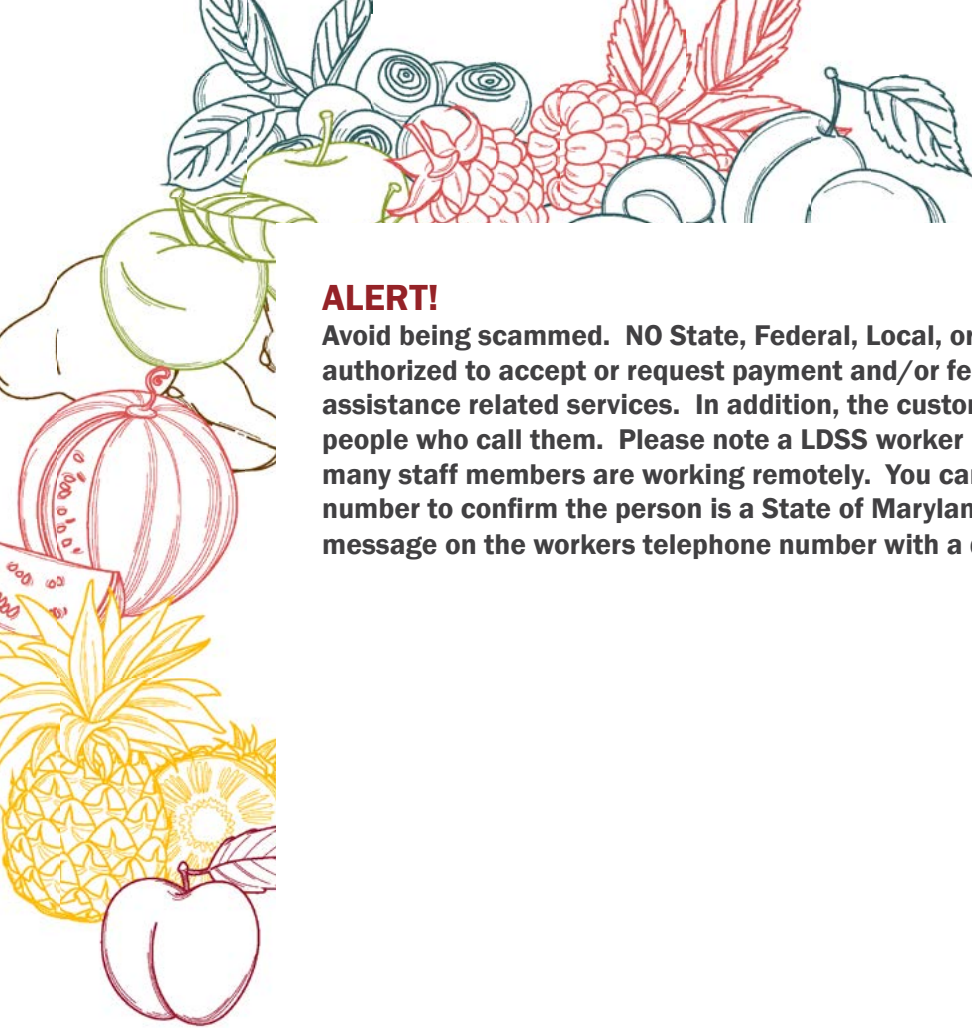 ALERT!
Avoid being scammed.  NO State, Federal, Local, or
authorized to accept or request payment and/or fe
assistance related services.  In addition, the custo
people who call them.  Please note a LDSS worker
many staff members are working remotely.  You ca
number to confirm the person is a State of Marylan
message on the workers telephone number with a